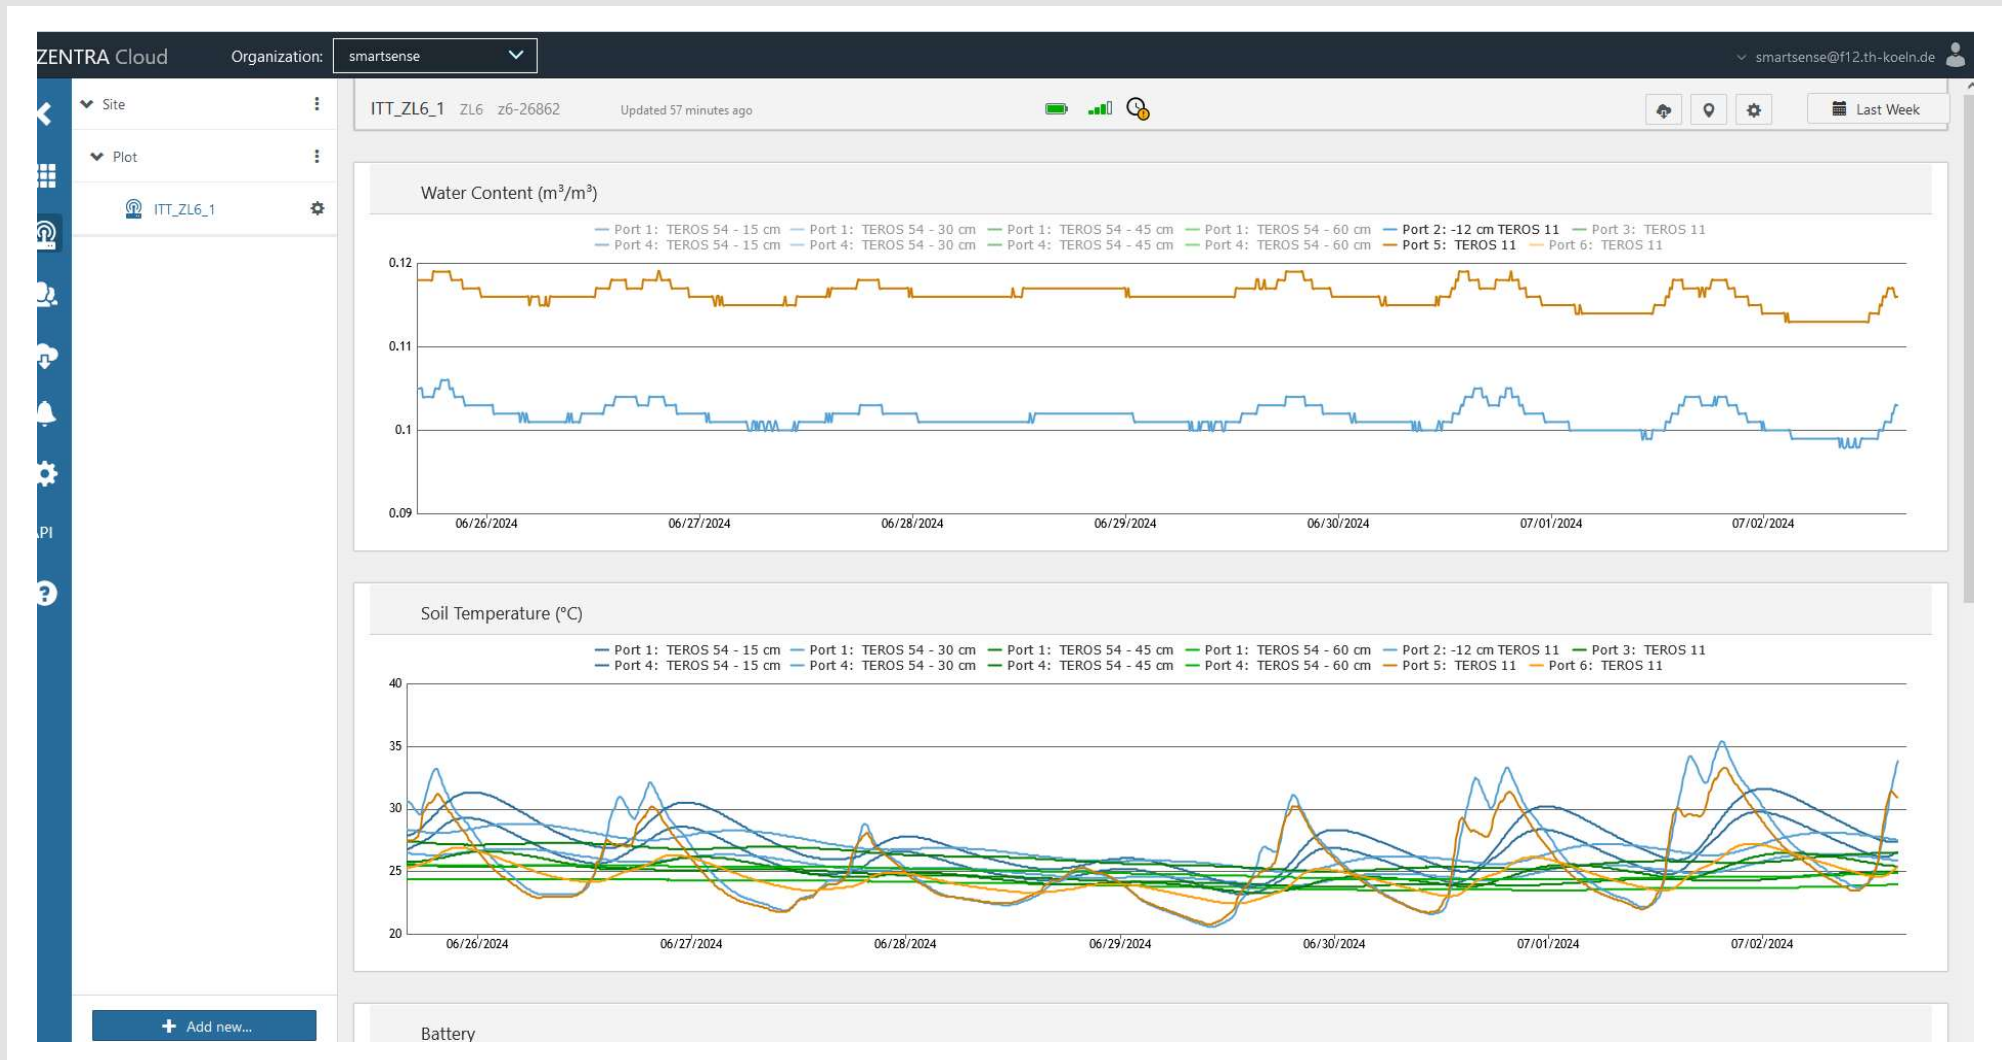 ZENTRA Cloud Organization: smartsense smartsense@f12.th-koeln.de
Site
Plot
ITT_ZL6_1
PI
Add new...
ITT_ZL6_1 ZL6 z6-26862 Updated 57 minutes ago Last Week
Water Content (m³/m³)
Port 1: TEROS 54 - 15 cm Port 1: TEROS 54 - 30 cm Port 1: TEROS 54 - 45 cm Port 1: TEROS 54 - 60 cm Port 2: -12 cm TEROS 11 Port 3: TEROS 11
Port 4: TEROS 54 - 15 cm Port 4: TEROS 54 - 30 cm Port 4: TEROS 54 - 45 cm Port 4: TEROS 54 - 60 cm Port 5: TEROS 11 Port 6: TEROS 11
0.12
0.11
0.1
0.09
06/26/2024 06/27/2024 06/28/2024 06/29/2024 06/30/2024 07/01/2024 07/02/2024
Soil Temperature (°C)
Port 1: TEROS 54 - 15 cm Port 1: TEROS 54 - 30 cm Port 1: TEROS 54 - 45 cm Port 1: TEROS 54 - 60 cm Port 2: -12 cm TEROS 11 Port 3: TEROS 11
Port 4: TEROS 54 - 15 cm Port 4: TEROS 54 - 30 cm Port 4: TEROS 54 - 45 cm Port 4: TEROS 54 - 60 cm Port 5: TEROS 11 Port 6: TEROS 11
40
35
30
25
20
06/26/2024 06/27/2024 06/28/2024 06/29/2024 06/30/2024 07/01/2024 07/02/2024
Battery